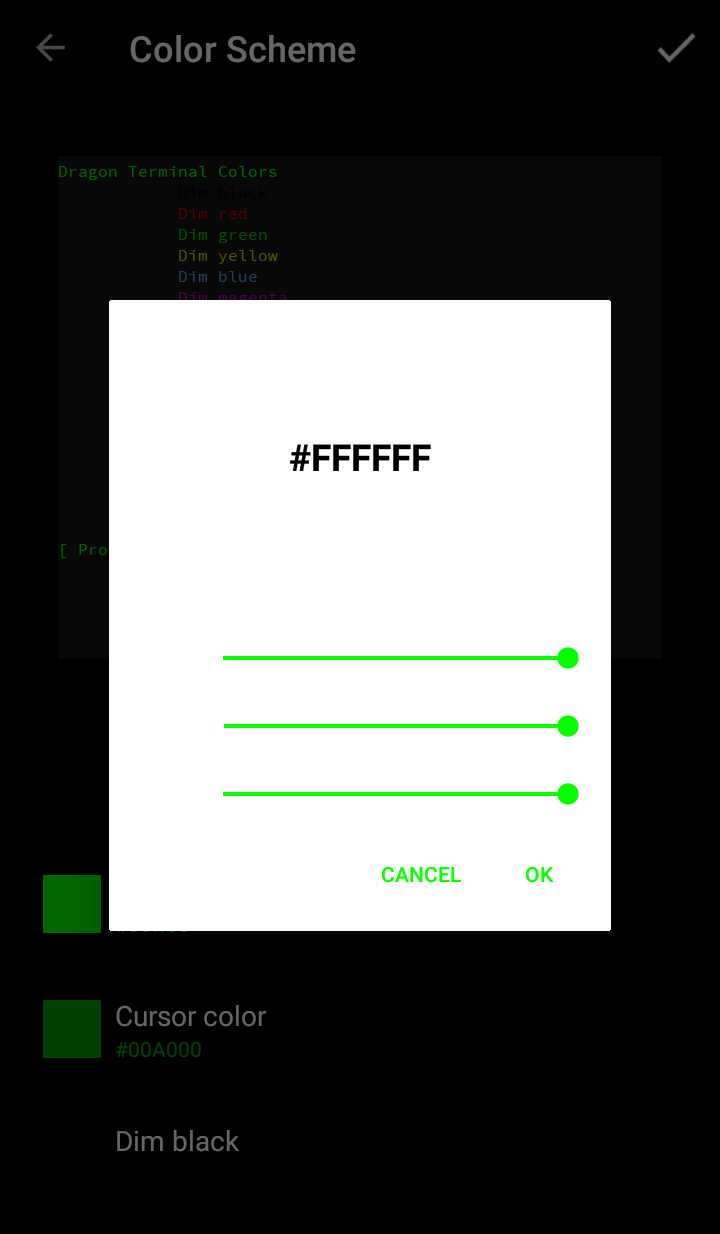 Color Scheme
Dragon Terminal Colors
Dim black
Dim red
Dim green
Dim yellow
Dim blue
Dim magenta
#FFFFFF
[ Pro
CANCEL OK
Cursor color
#00A000
Dim black